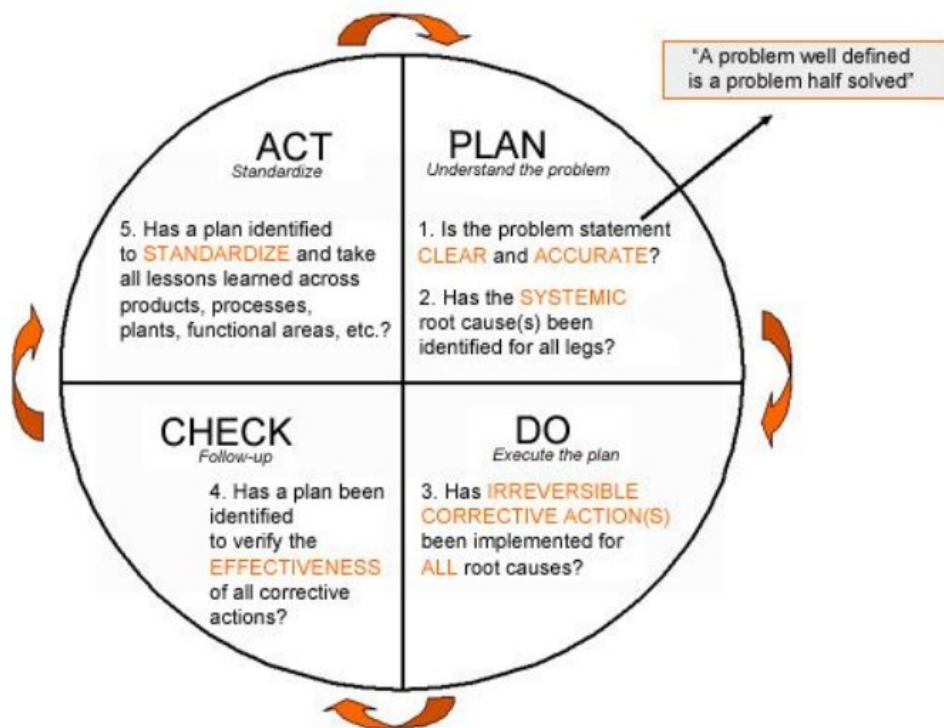 "A problem well defined
is a problem half solved"
ACT
Standardize
5. Has a plan identified
to STANDARDIZE and take
all lessons learned across
products, processes,
plants, functional areas, etc.?
PLAN
Understand the problem
1. Is the problem statement
CLEAR and ACCURATE?
2. Has the SYSTEMIC
root cause(s) been
identified for all legs?
CHECK
Follow-up
4. Has a plan been
identified
to verify the
EFFECTIVENESS
of all corrective
actions?
DO
Execute the plan
3. Has IRREVERSIBLE
CORRECTIVE ACTION(S)
been implemented for
ALL root causes?